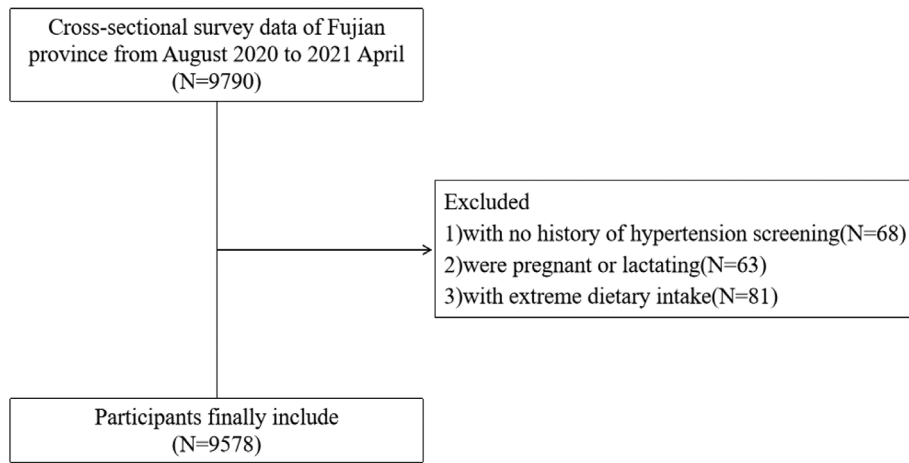 Cross-sectional survey data of Fujian
province from August 2020 to 2021 April
(N=9790)
Excluded
1)with no history of hypertension screening(N=68)
2)were pregnant or lactating(N=63)
3)with extreme dietary intake(N=81)
Participants finally include
(N=9578)